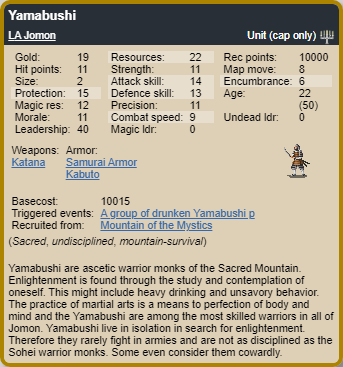 Yamabushi
LA Jomon Unit (cap only)
Gold: 19 Resources: 22 Rec points: 10000
Hit points: 11 Strength: 11 Map move: 8
Size: 2 Attack skill: 14 Encumbrance: 6
Protection: 15 Defence skill: 13 Age: 22
Magic res: 12 Precision: 11 (50)
Morale: 11 Combat speed: 9 Undead ldr: 0
Leadership: 40 Magic ldr: 0
Weapons: Armor:
Katana Samurai Armor
Kabuto
Basecost: 10015
Triggered events: A group of drunken Yamabushi p
Recruited from: Mountain of the Mystics
(Sacred, undisciplined, mountain-survival)
Yamabushi are ascetic warrior monks of the Sacred Mountain.
Enlightenment is found through the study and contemplation of
oneself. This might include heavy drinking and unsavory behavior.
The practice of martial arts is a means to perfection of body and
mind and the Yamabushi are among the most skilled warriors in all of
Jomon. Yamabushi live in isolation in search for enlightenment.
Therefore they rarely fight in armies and are not as disciplined as the
Sohei warrior monks. Some even consider them cowardly.